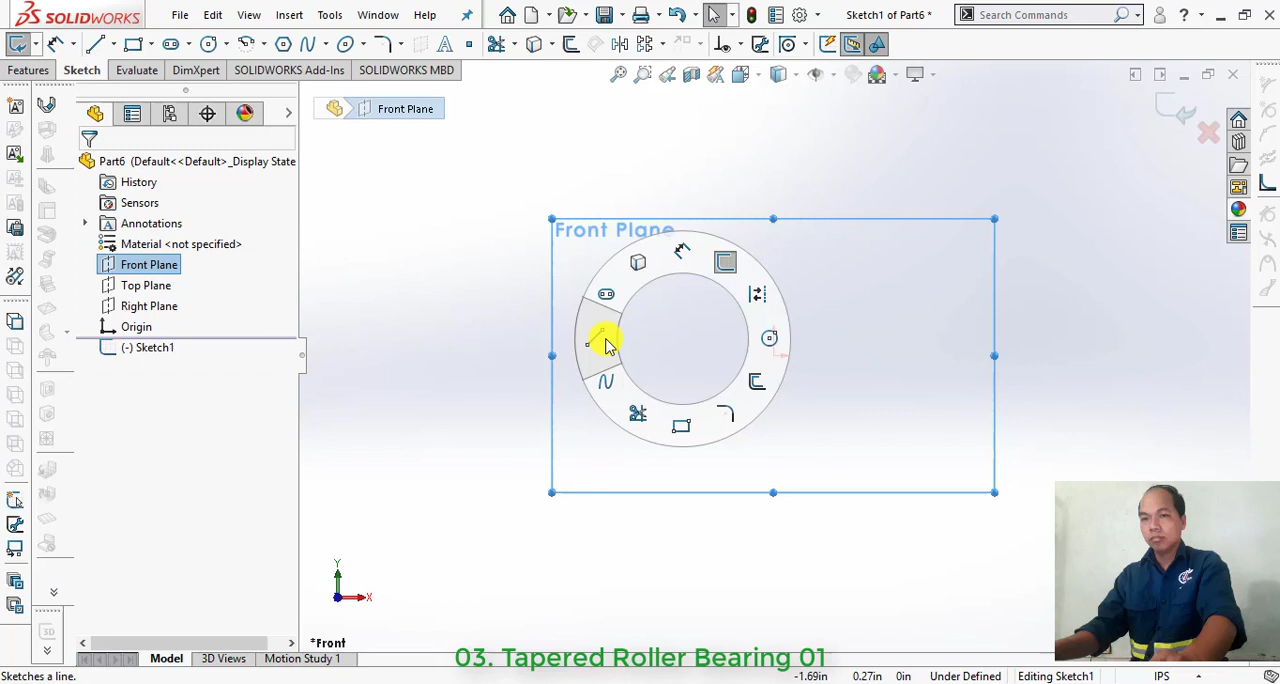 SOLIDWORKS File Edit View Insert Tools Window Help Sketch1 of Part6 * Search Commands ?
Features Sketch Evaluate DimXpert SOLIDWORKS Add-Ins SOLIDWORKS MBD
Front Plane
Part6 (Default<<Default>_Display State
History
Sensors
Annotations
Material <not specified>
Front Plane
Top Plane
Right Plane
Origin
(-) Sketch1
Front Plane
Y
X
*Front
3D
Model 3D Views Motion Study 1
03. Tapered Roller Bearing 01
Sketches a line. -1.69in 0.27in 0in Under Defined Editing Sketch1 IPS